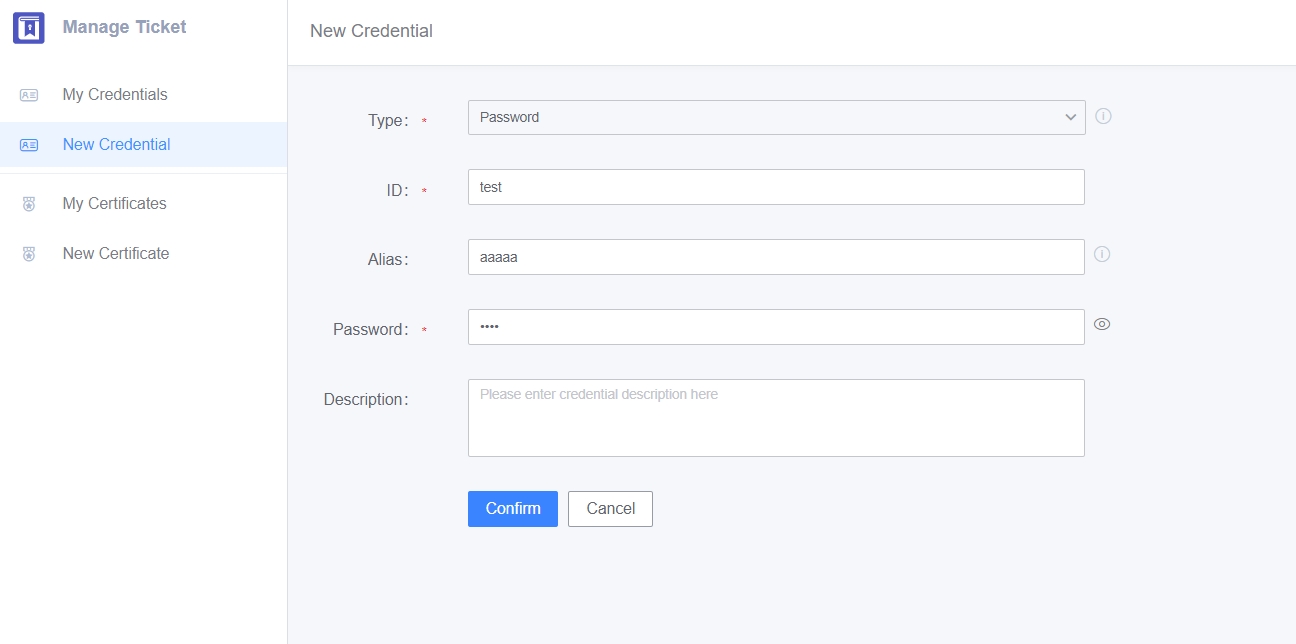 Manage Ticket
My Credentials
New Credential
My Certificates
New Certificate
New Credential
Type: * Password
ID: * test
Alias: aaaaa
Password: * ••••
Description: Please enter credential description here
Confirm Cancel